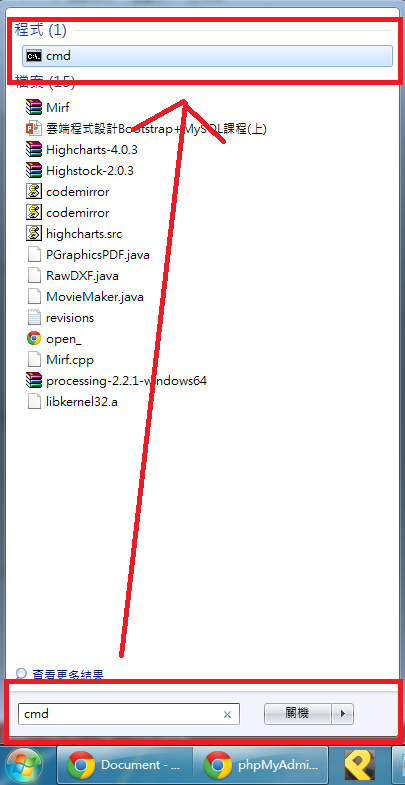 程式 (1)
cmd
檔案 (15)
Mirf
雲端程式設計Bootstrap+MySQL課程(上)
Highcharts-4.0.3
Highstock-2.0.3
codemirror
codemirror
highcharts.src
PGraphicsPDF.java
RawDXF.java
MovieMaker.java
revisions
open_
Mirf.cpp
processing-2.2.1-windows64
libkernel32.a
查看更多結果
cmd
關機
Document - ...
phpMyAdmi...